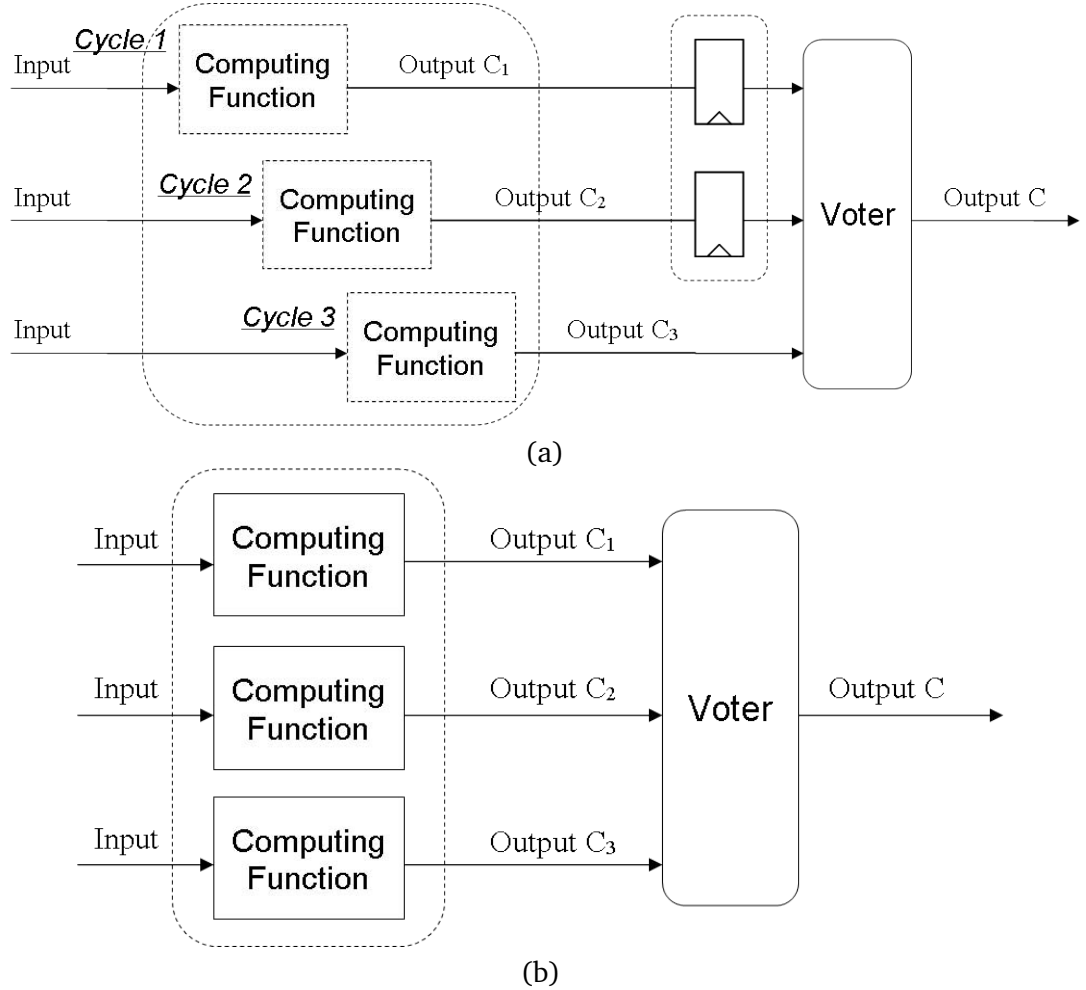 Cycle 1
Input
Computing
Function
Output C₁
Cycle 2
Input
Computing
Function
Output C₂
Voter
Output C
Cycle 3
Input
Computing
Function
Output C₃
(a)
Input
Computing
Function
Output C₁
Input
Computing
Function
Output C₂
Voter
Output C
Input
Computing
Function
Output C₃
(b)